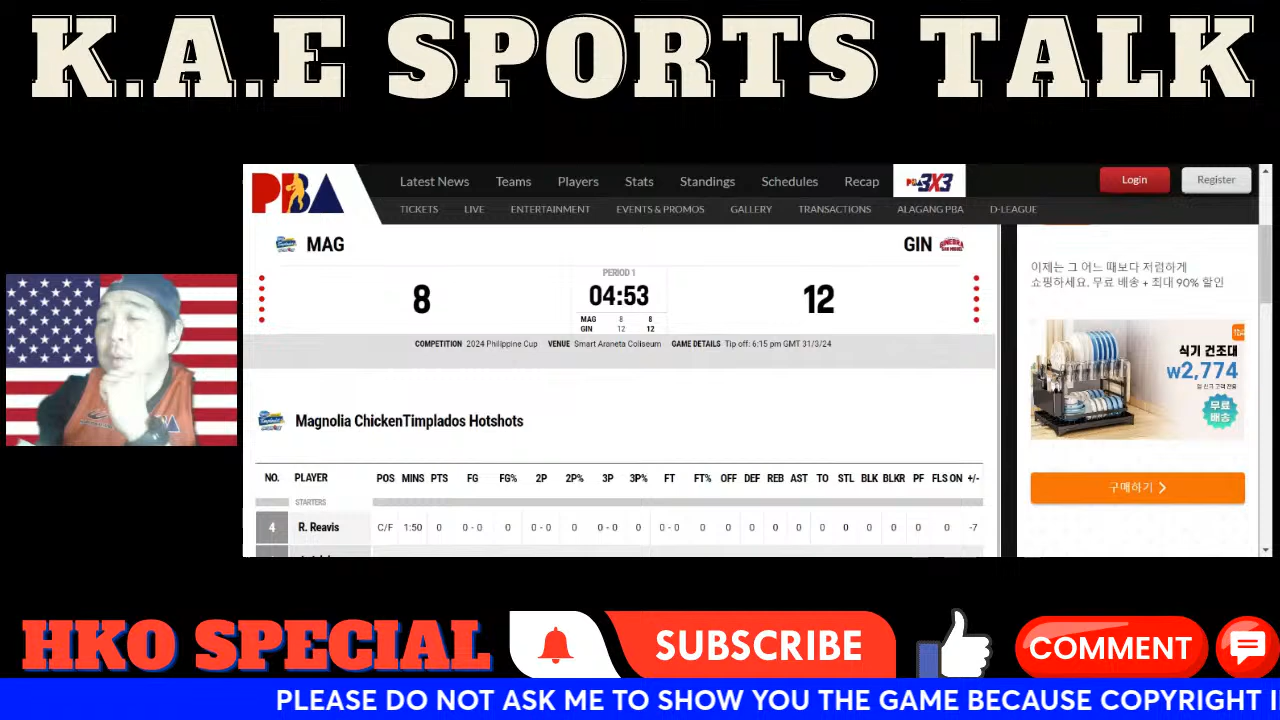 K.A.E SPORTS TALK
PBA
Latest News Teams Players Stats Standings Schedules Recap PBA 3X3 Login Register
TICKETS LIVE ENTERTAINMENT EVENTS & PROMOS GALLERY TRANSACTIONS ALAGANG PBA D-LEAGUE
MAG GIN
PERIOD 1
8 04:53 12
MAG 8 8
GIN 12 12
COMPETITION 2024 Philippine Cup VENUE Smart Araneta Coliseum GAME DETAILS Tip off: 6:15 pm GMT 31/3/24
Magnolia ChickenTimplados Hotshots
NO. PLAYER POS MINS PTS FG FG% 2P 2P% 3P 3P% FT FT% OFF DEF REB AST TO STL BLK BLKR PF FLS ON +/-
STARTERS
4 R. Reavis C/F 1:50 0 0 - 0 0 0 - 0 0 0 - 0 0 0 - 0 0 0 0 0 0 0 0 0 0 0 0 -7
이제는 그 어느 때보다 저렴하게
쇼핑하세요. 무료 배송 + 최대 90% 할인
식기 건조대
₩2,774
무료
배송
구매하기
HKO SPECIAL
SUBSCRIBE
COMMENT
PLEASE DO NOT ASK ME TO SHOW YOU THE GAME BECAUSE COPYRIGHT I